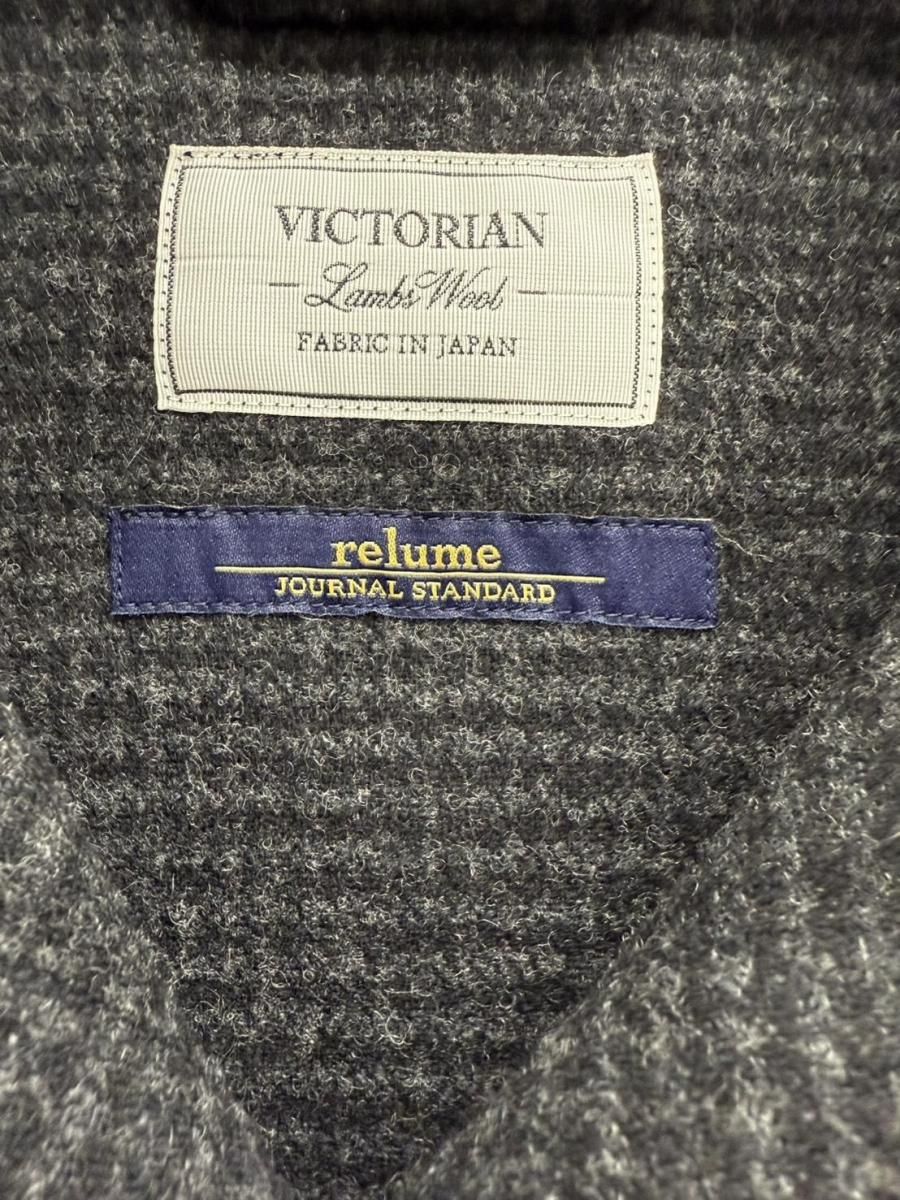 VICTORIAN
Lambs Wool
FABRIC IN JAPAN
relume
JOURNAL STANDARD